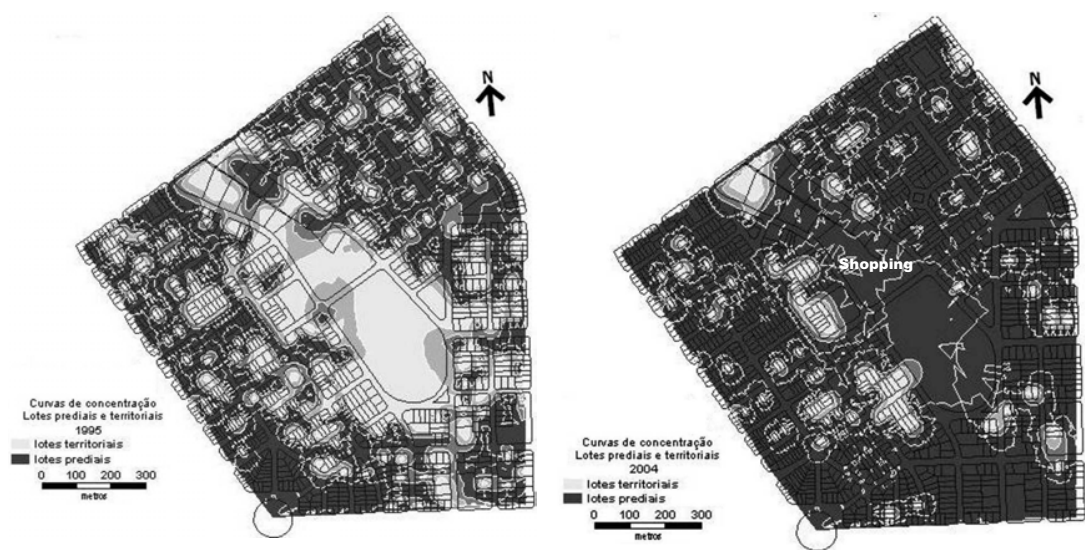 N
Curvas de concentração
Lotes prediais e territoriais
1995
lotes territoriais
lotes prediais
0 100 200 300
metros
N
Shopping
Curvas de concentração
Lotes prediais e territoriais
2004
lotes territoriais
lotes prediais
0 100 200 300
metros